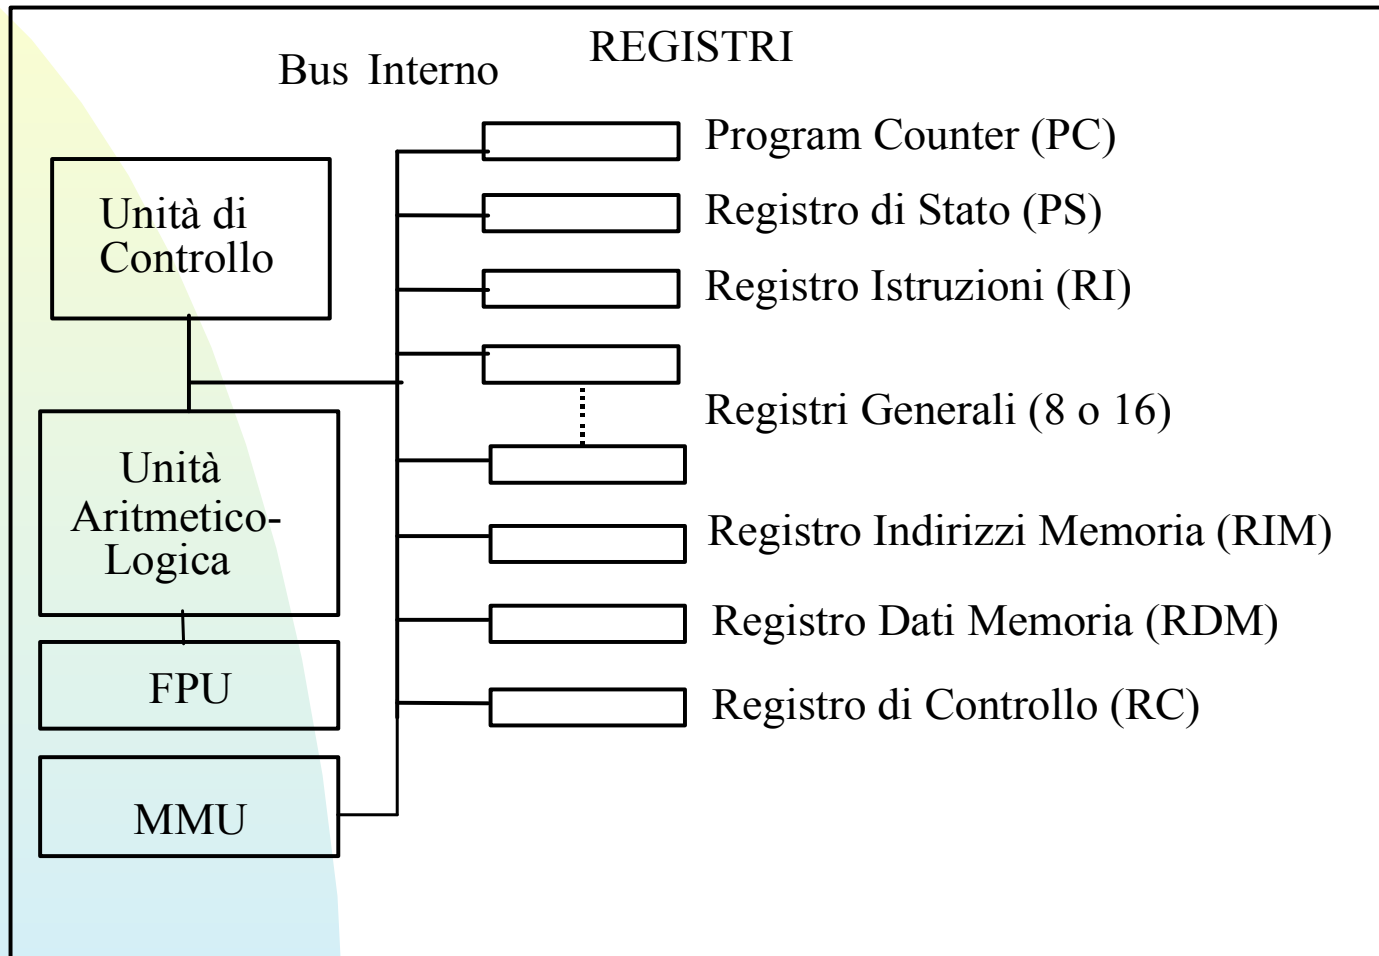 REGISTRI
Bus Interno
Program Counter (PC)
Unità di
Controllo
Registro di Stato (PS)
Registro Istruzioni (RI)
Registri Generali (8 o 16)
Unità
Aritmetico-
Logica
Registro Indirizzi Memoria (RIM)
Registro Dati Memoria (RDM)
FPU
Registro di Controllo (RC)
MMU